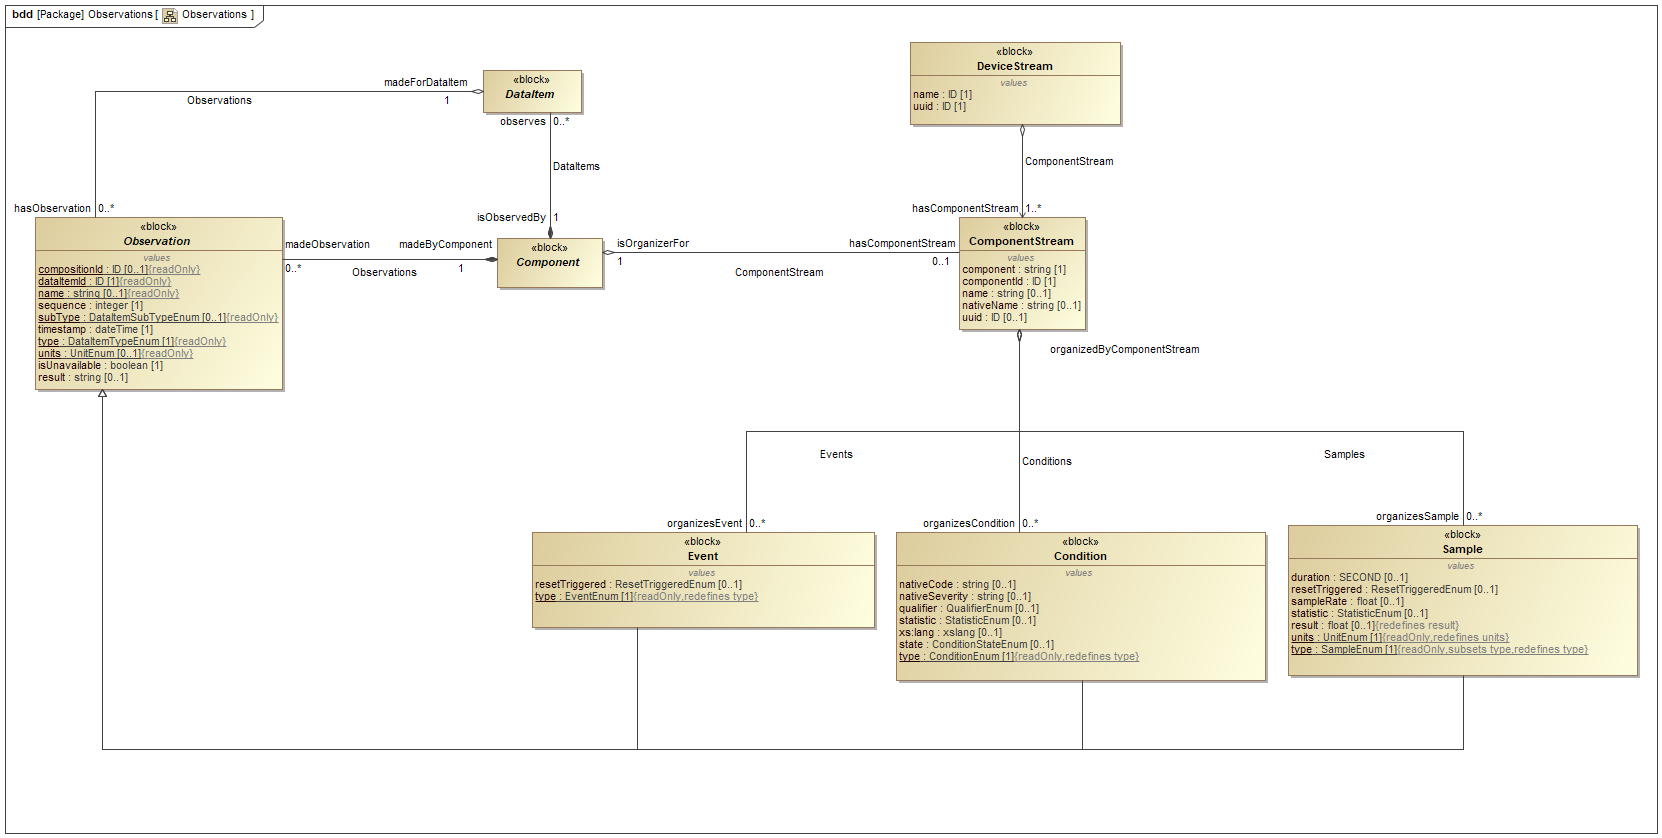 bdd [Package] Observations [ Observations ]
madeForDataItem
Observations
1
«block»
DataItem
observes 0..*
DataItems
isObservedBy 1
«block»
DeviceStream
values
name : ID [1]
uuid : ID [1]
ComponentStream
hasComponentStream 1..*
hasObservation 0..*
«block»
Observation
values
compositionId : ID [0..1]{readOnly}
dataItemId : ID [1]{readOnly}
name : string [0..1]{readOnly}
sequence : integer [1]
subType : DataItemSubTypeEnum [0..1]{readOnly}
timestamp : dateTime [1]
type : DataItemTypeEnum [1]{readOnly}
units : UnitEnum [0..1]{readOnly}
isUnavailable : boolean [1]
result : string [0..1]
madeObservation
0..*
Observations
madeByComponent
1
«block»
Component
isOrganizerFor
1
ComponentStream
hasComponentStream
0..1
«block»
ComponentStream
values
component : string [1]
componentId : ID [1]
name : string [0..1]
nativeName : string [0..1]
uuid : ID [0..1]
organizedByComponentStream
Events
Conditions
Samples
organizesEvent 0..*
organizesCondition 0..*
organizesSample 0..*
«block»
Event
values
resetTriggered : ResetTriggeredEnum [0..1]
type : EventEnum [1]{readOnly,redefines type}
«block»
Condition
values
nativeCode : string [0..1]
nativeSeverity : string [0..1]
qualifier : QualifierEnum [0..1]
statistic : StatisticEnum [0..1]
xs:lang : xslang [0..1]
state : ConditionStateEnum [0..1]
type : ConditionEnum [1]{readOnly,redefines type}
«block»
Sample
values
duration : SECOND [0..1]
resetTriggered : ResetTriggeredEnum [0..1]
sampleRate : float [0..1]
statistic : StatisticEnum [0..1]
result : float [0..1]{redefines result}
units : UnitEnum [1]{readOnly,redefines units}
type : SampleEnum [1]{readOnly,subsets type,redefines type}